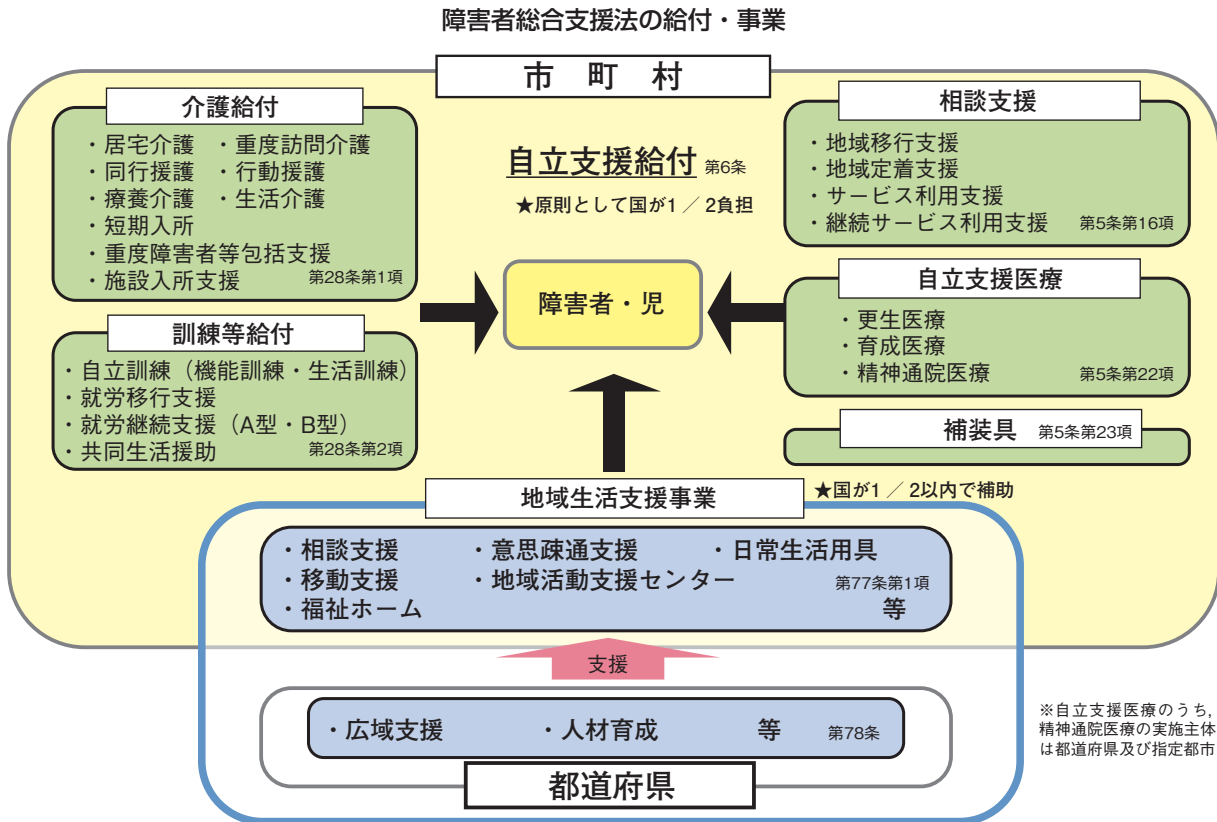 障害者総合支援法の給付・事業
市 町 村
介護給付
・居宅介護 ・重度訪問介護
・同行援護 ・行動援護
・療養介護 ・生活介護
・短期入所
・重度障害者等包括支援
・施設入所支援 第28条第1項
訓練等給付
・自立訓練（機能訓練・生活訓練）
・就労移行支援
・就労継続支援（A型・B型）
・共同生活援助 第28条第2項
自立支援給付 第6条
★原則として国が1／2負担
障害者・児
相談支援
・地域移行支援
・地域定着支援
・サービス利用支援
・継続サービス利用支援 第5条第16項
自立支援医療
・更生医療
・育成医療
・精神通院医療 第5条第22項
補装具 第5条第23項
地域生活支援事業
★国が1／2以内で補助
・相談支援 ・意思疎通支援 ・日常生活用具
・移動支援 ・地域活動支援センター 第77条第1項
・福祉ホーム 等
支援
・広域支援 ・人材育成 等 第78条
都道府県
※自立支援医療のうち，
精神通院医療の実施主体
は都道府県及び指定都市